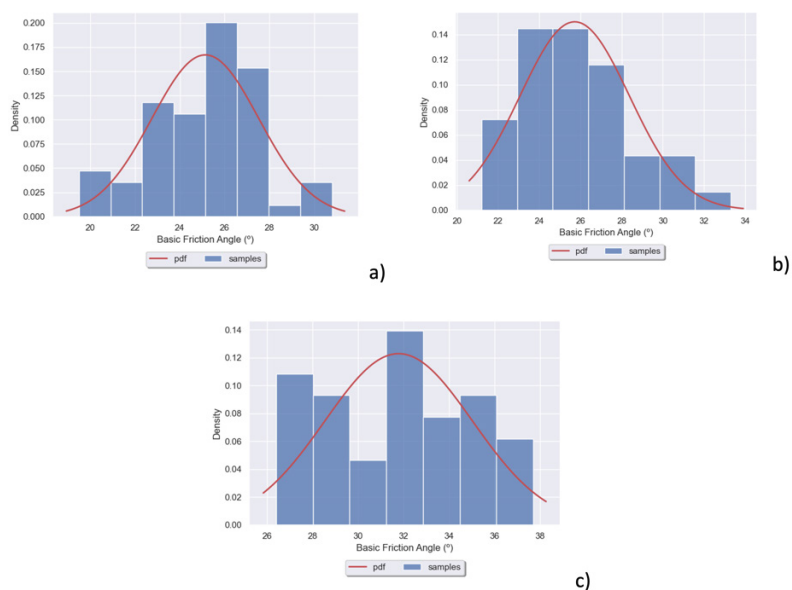 0.200
0.175
0.150
0.125
0.100
0.075
0.050
0.025
0.000
Density
20 22 24 26 28 30
Basic Friction Angle (º)
pdf samples
a)
0.14
0.12
0.10
0.08
0.06
0.04
0.02
0.00
Density
20 22 24 26 28 30 32 34
Basic Friction Angle (º)
pdf samples
b)
0.14
0.12
0.10
0.08
0.06
0.04
0.02
0.00
Density
26 28 30 32 34 36 38
Basic Friction Angle (º)
pdf samples
c)